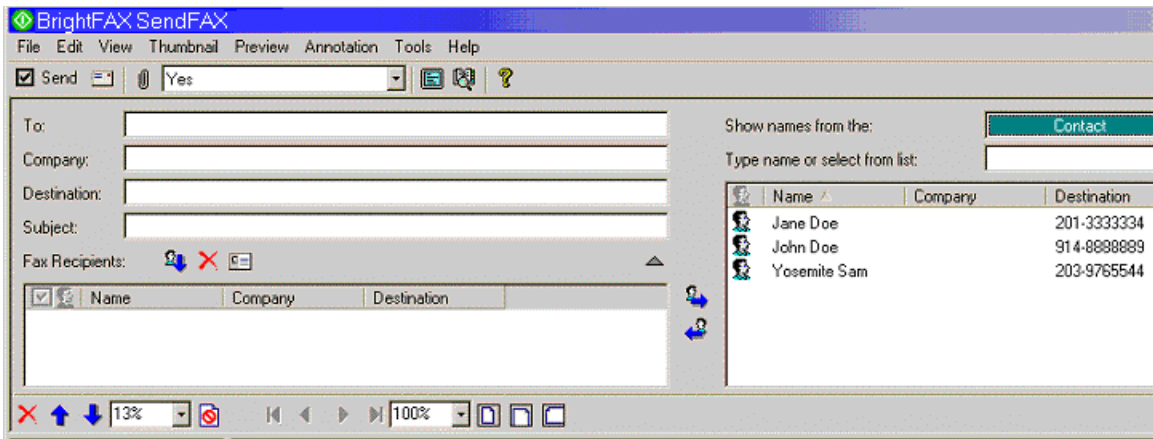 BrightFAX SendFAX
File Edit View Thumbnail Preview Annotation Tools Help
Send Yes
To:
Company:
Destination:
Subject:
Fax Recipients:
Name Company Destination
Show names from the: Contact
Type name or select from list:
Name Company Destination
Jane Doe 201-3333334
John Doe 914-8888889
Yosemite Sam 203-9765544
13% 100%